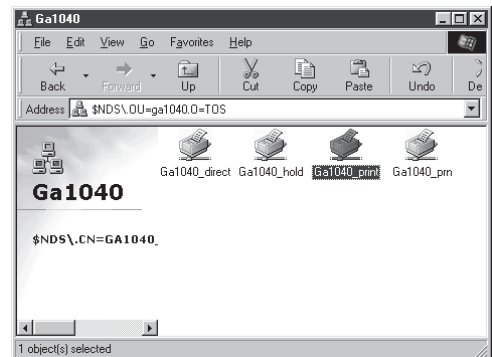 Ga1040
File Edit View Go Favorites Help
Back Forward Up Cut Copy Paste Undo De
Address $NDS\.OU=ga1040.O=TOS
Ga1040_direct Ga1040_hold Ga1040_print Ga1040_prn
Ga1040
$NDS\.CN=GA1040_
1 object(s) selected